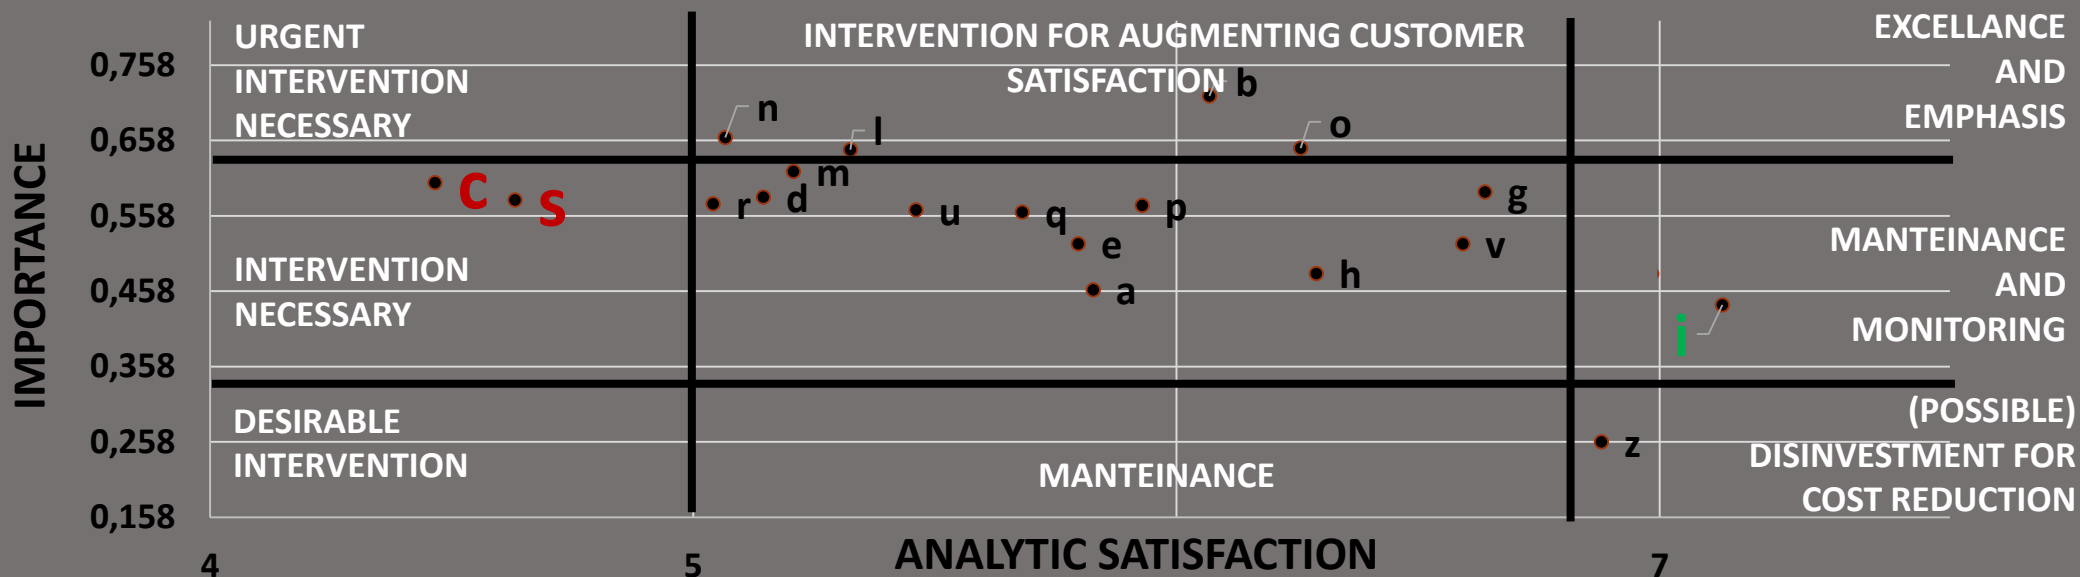 URGENT
INTERVENTION
NECESSARY
INTERVENTION FOR AUGMENTING CUSTOMER
SATISFACTION
EXCELLANCE
AND
EMPHASIS
IMPORTANCE
0,758
0,658
0,558
0,458
0,358
0,258
0,158
n
l
b
o
c
s
r
d
m
u
q
p
g
e
v
a
h
i
z
INTERVENTION
NECESSARY
MANTEINANCE
AND
MONITORING
DESIRABLE
INTERVENTION
MANTEINANCE
(POSSIBLE)
DISINVESTMENT FOR
COST REDUCTION
4
5
ANALYTIC SATISFACTION
7